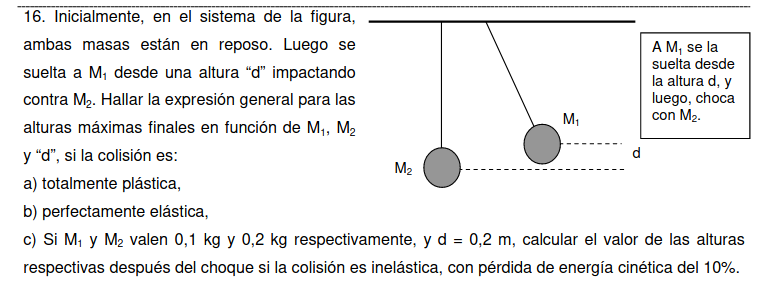 16. Inicialmente, en el sistema de la figura,
ambas masas están en reposo. Luego se
suelta a M₁ desde una altura “d” impactando
contra M₂. Hallar la expresión general para las
alturas máximas finales en función de M₁, M₂
y “d”, si la colisión es:
a) totalmente plástica,
b) perfectamente elástica,
c) Si M₁ y M₂ valen 0,1 kg y 0,2 kg respectivamente, y d = 0,2 m, calcular el valor de las alturas
respectivas después del choque si la colisión es inelástica, con pérdida de energía cinética del 10%.
M₁
M₂
d
A M₁ se la
suelta desde
la altura d, y
luego, choca
con M₂.